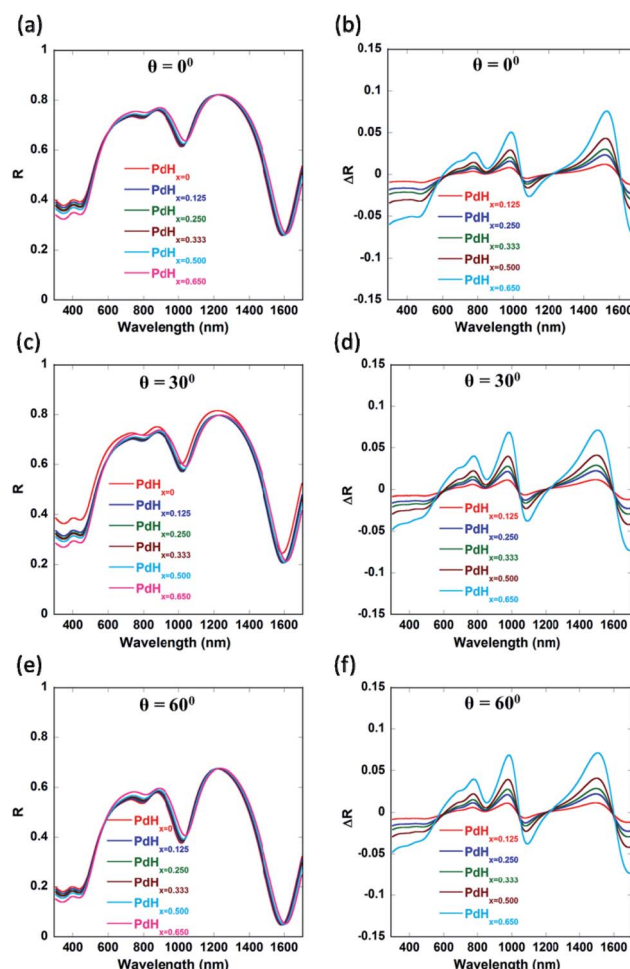 (a)
θ = 0⁰
R
1
0.8
0.6
0.4
0.2
0
PdHx=0
PdHx=0.125
PdHx=0.250
PdHx=0.333
PdHx=0.500
PdHx=0.650
400 600 800 1000 1200 1400 1600
Wavelength (nm)
(b)
θ = 0⁰
ΔR
0.15
0.1
0.05
0
-0.05
-0.1
-0.15
PdHx=0.125
PdHx=0.250
PdHx=0.333
PdHx=0.500
PdHx=0.650
400 600 800 1000 1200 1400 1600
Wavelength (nm)
(c)
θ = 30⁰
R
1
0.8
0.6
0.4
0.2
0
PdHx=0
PdHx=0.125
PdHx=0.250
PdHx=0.333
PdHx=0.500
PdHx=0.650
400 600 800 1000 1200 1400 1600
Wavelength (nm)
(d)
θ = 30⁰
ΔR
0.15
0.1
0.05
0
-0.05
-0.1
-0.15
PdHx=0.125
PdHx=0.250
PdHx=0.333
PdHx=0.500
PdHx=0.650
400 600 800 1000 1200 1400 1600
Wavelength (nm)
(e)
θ = 60⁰
R
1
0.8
0.6
0.4
0.2
0
PdHx=0
PdHx=0.125
PdHx=0.250
PdHx=0.333
PdHx=0.500
PdHx=0.650
400 600 800 1000 1200 1400 1600
Wavelength (nm)
(f)
θ = 60⁰
ΔR
0.15
0.1
0.05
0
-0.05
-0.1
-0.15
PdHx=0.125
PdHx=0.250
PdHx=0.333
PdHx=0.500
PdHx=0.650
400 600 800 1000 1200 1400 1600
Wavelength (nm)